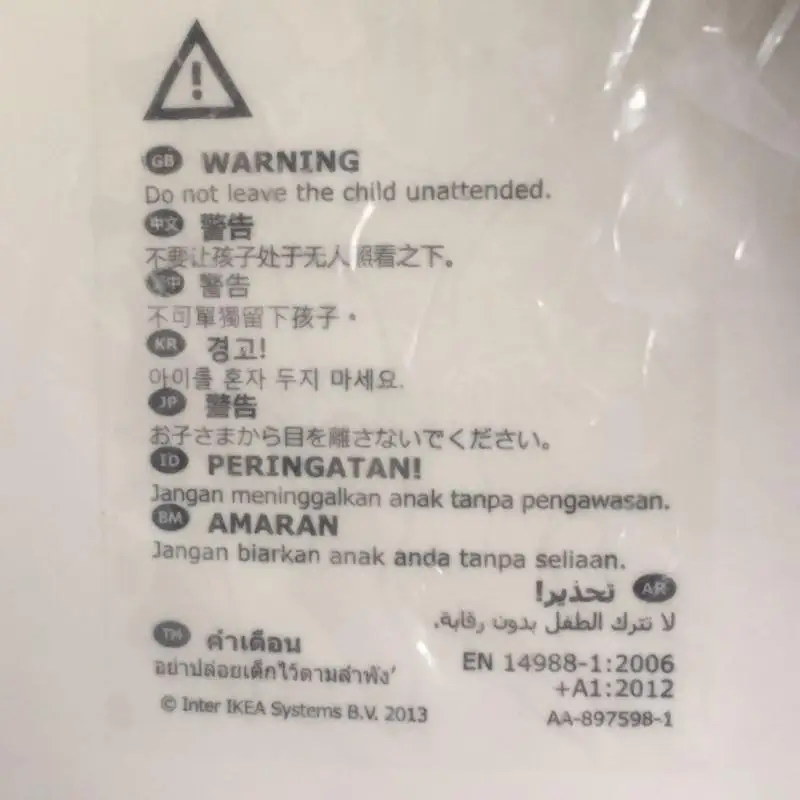 GB WARNING
Do not leave the child unattended.
中文 警告
不要让孩子处于无人照看之下。
繁中 警告
不可單獨留下孩子。
KR 경고!
아이를 혼자 두지 마세요.
JP 警告
お子さまから目を離さないでください。
ID PERINGATAN!
Jangan meninggalkan anak tanpa pengawasan.
BM AMARAN
Jangan biarkan anak anda tanpa seliaan.
AR تحذير!
لا تترك الطفل بدون رقابة.
TH คำเตือน
อย่าปล่อยเด็กไว้ตามลำพัง
EN 14988-1:2006
+A1:2012
© Inter IKEA Systems B.V. 2013
AA-897598-1